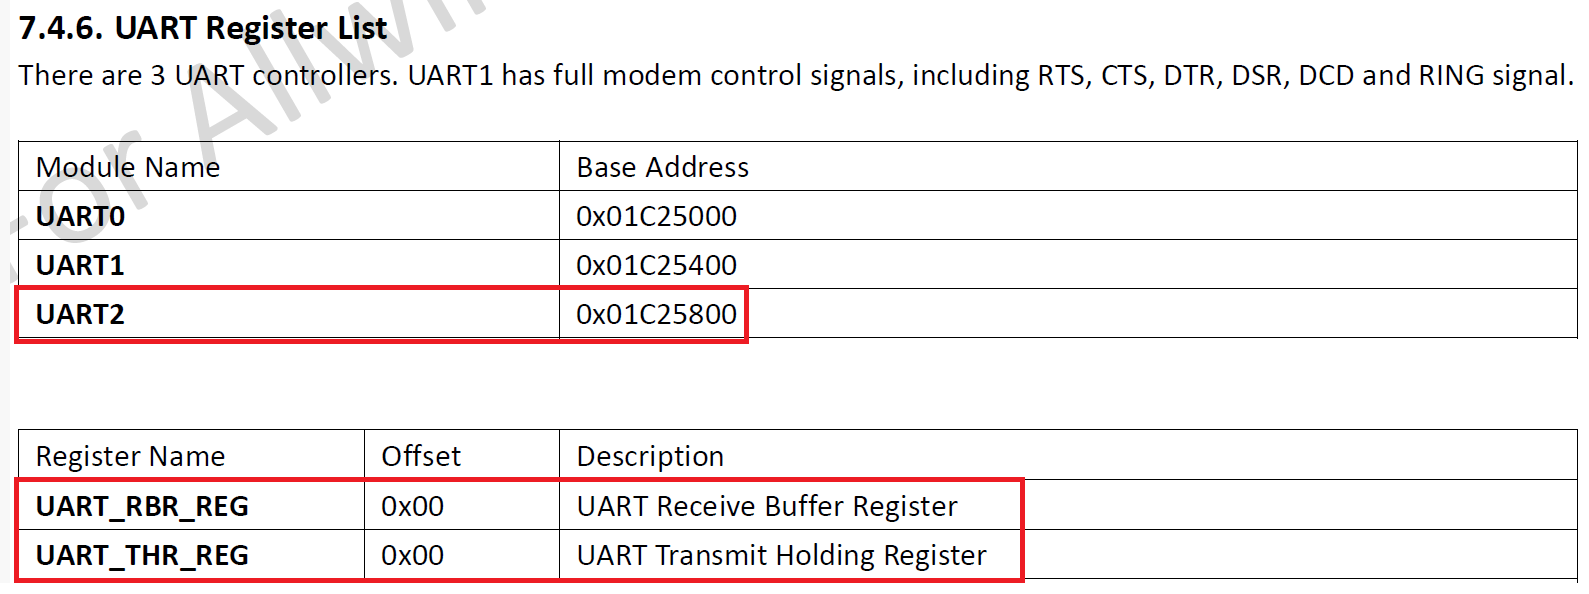 7.4.6. UART Register List
There are 3 UART controllers. UART1 has full modem control signals, including RTS, CTS, DTR, DSR, DCD and RING signal.
Module Name Base Address
UART0 0x01C25000
UART1 0x01C25400
UART2 0x01C25800
Register Name Offset Description
UART_RBR_REG 0x00 UART Receive Buffer Register
UART_THR_REG 0x00 UART Transmit Holding Register